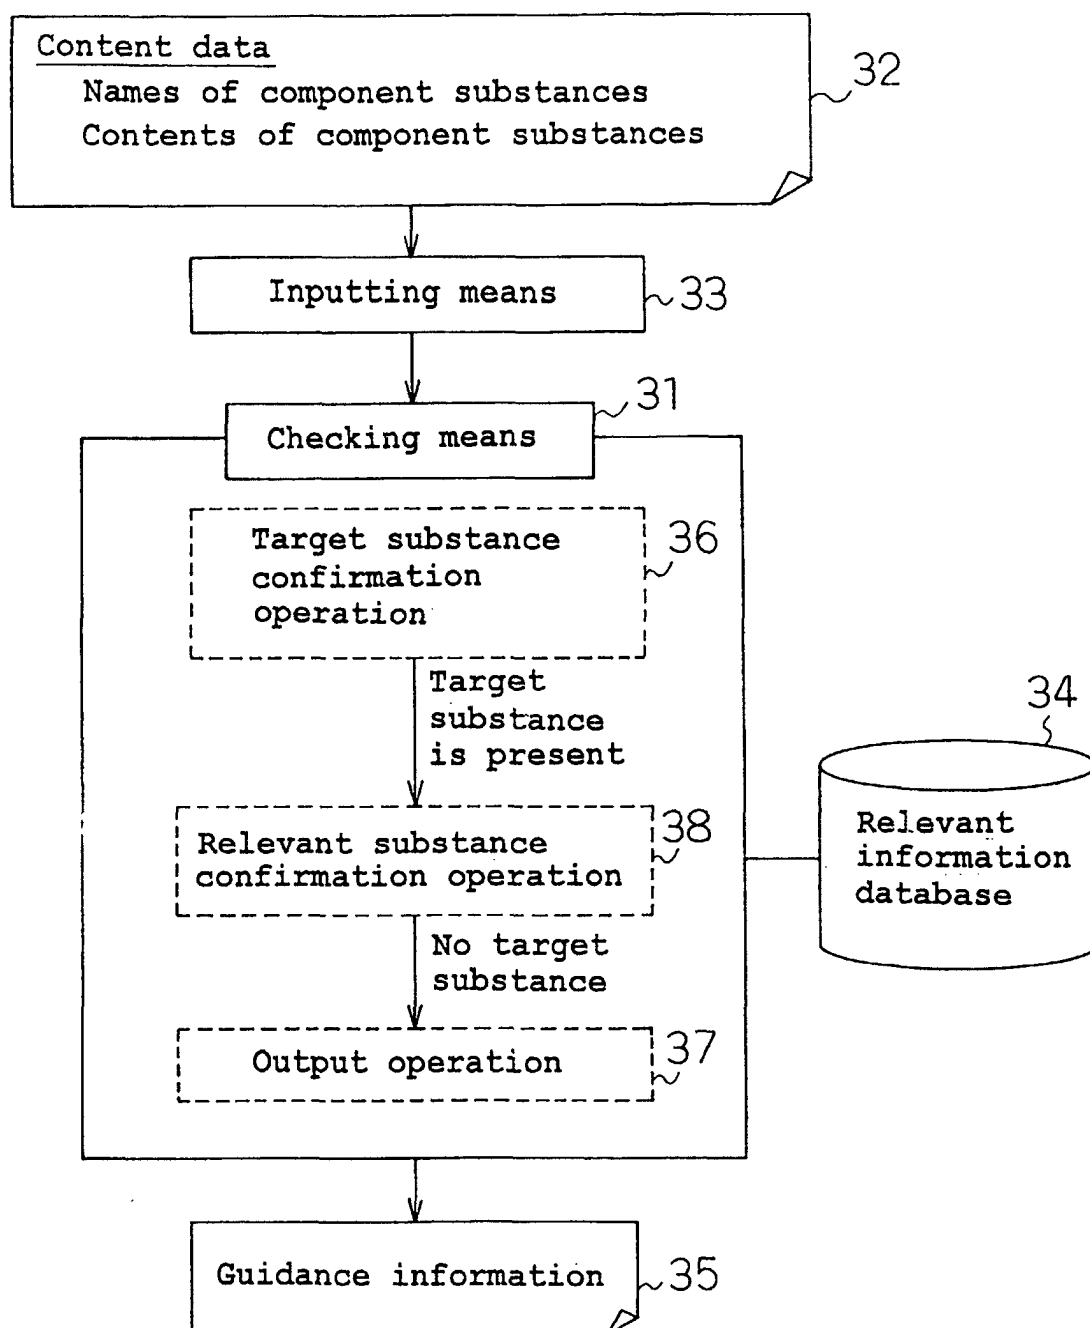 Content data
Names of component substances
Contents of component substances
32
Inputting means
33
31
Checking means
Target substance
confirmation
operation
36
Target
substance
is present
34
Relevant substance
confirmation operation
38
Relevant
information
database
No target
substance
Output operation
37
Guidance information
35